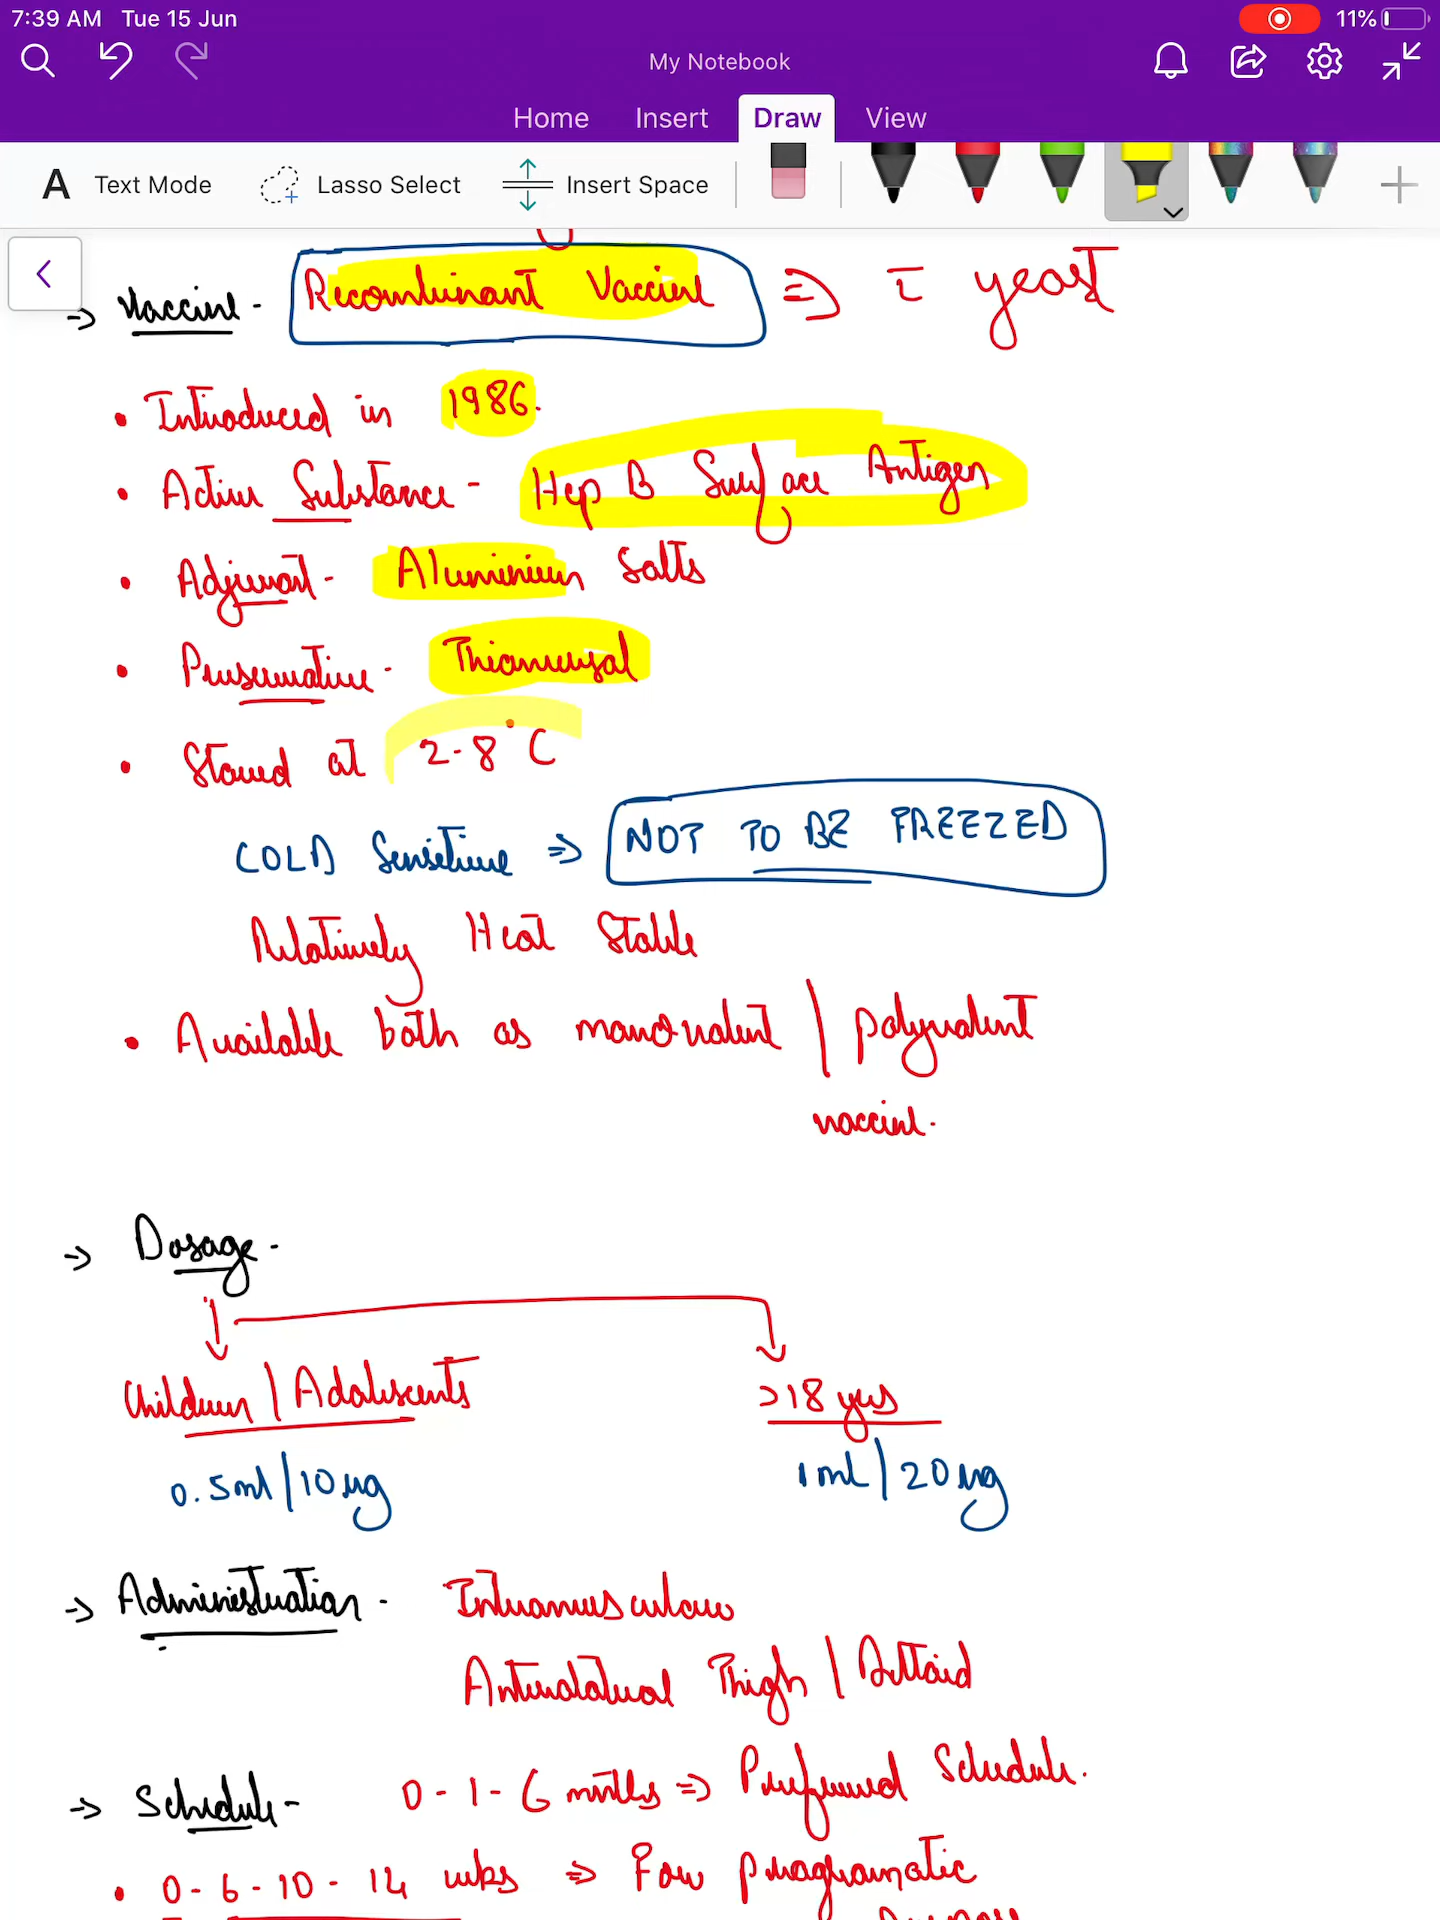 7:39 AM Tue 15 Jun
11%
My Notebook
Home Insert Draw View
A Text Mode Lasso Select Insert Space
→ Vaccine - Recombinant Vaccine ⇒ c̄ yeast
• Introduced in 1986.
• Active Substance - Hep B Surface Antigen
• Adjuvant - Aluminium Salts
• Preservative - Thiomersal
• Stored at 2-8°C
COLD Sensitive ⇒ NOT TO BE FREEZED
Relatively Heat Stable
• Available both as monovalent / polyvalent
vaccine.
→ Dosage -
Children / Adolescents >18 yrs
0.5ml/10 µg 1ml/20 µg
→ Administration - Intramuscular
Anterolateral Thigh / Deltoid
→ Schedule - 0-1-6 months ⇒ Preferred Schedule.
• 0-6-10-14 wks ⇒ For programatic